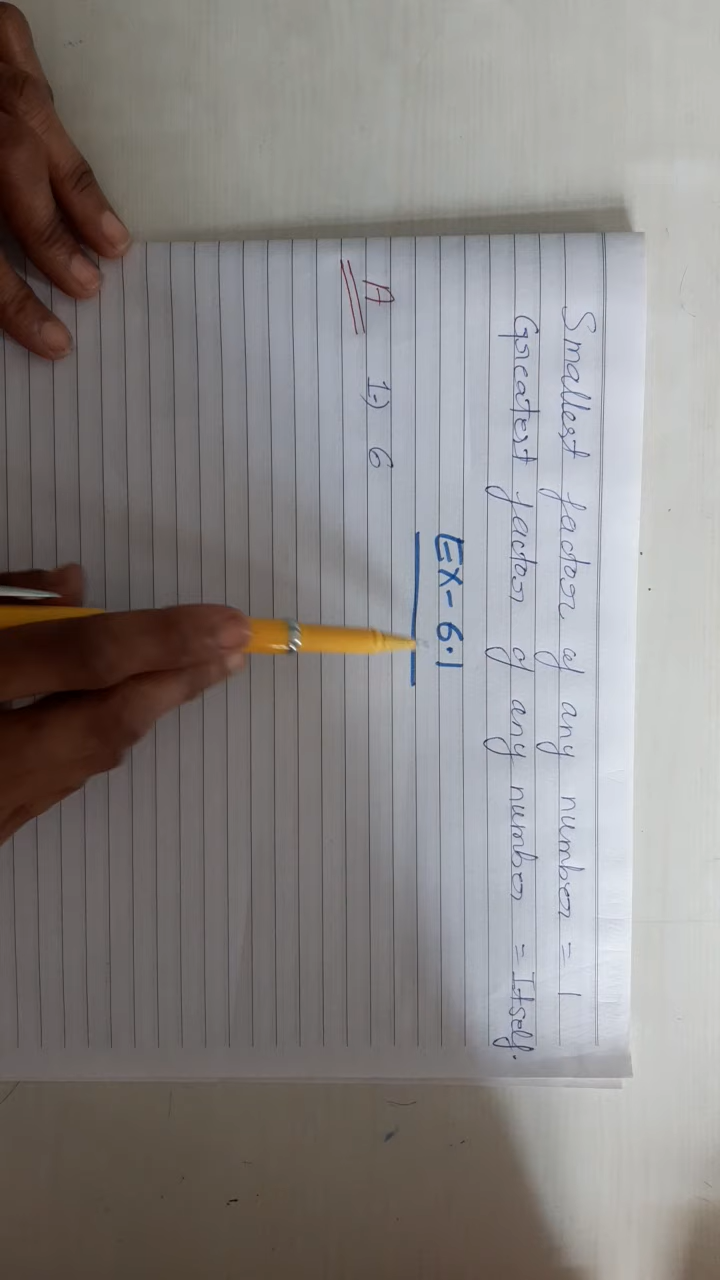 Smallest factor of any number = 1
Greatest factor of any number = Itself.
Ex-6.1
A 1.) 6